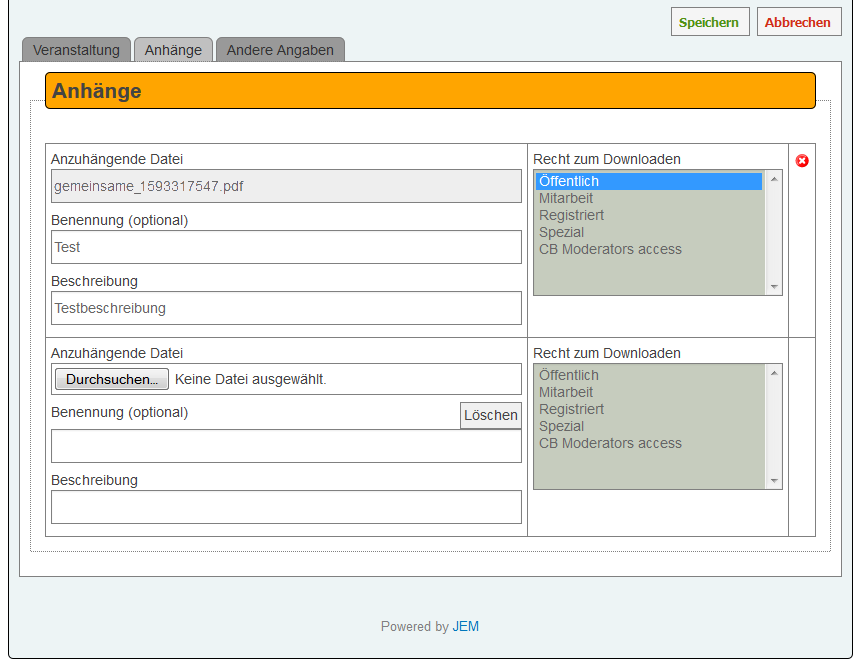 Speichern Abbrechen
Veranstaltung Anhänge Andere Angaben
Anhänge
Anzuhängende Datei
gemeinsame_1593317547.pdf
Benennung (optional)
Test
Beschreibung
Testbeschreibung
Recht zum Downloaden
Öffentlich
Mitarbeit
Registriert
Spezial
CB Moderators access
Anzuhängende Datei
Durchsuchen... Keine Datei ausgewählt.
Benennung (optional) Löschen
Beschreibung
Recht zum Downloaden
Öffentlich
Mitarbeit
Registriert
Spezial
CB Moderators access
Powered by JEM